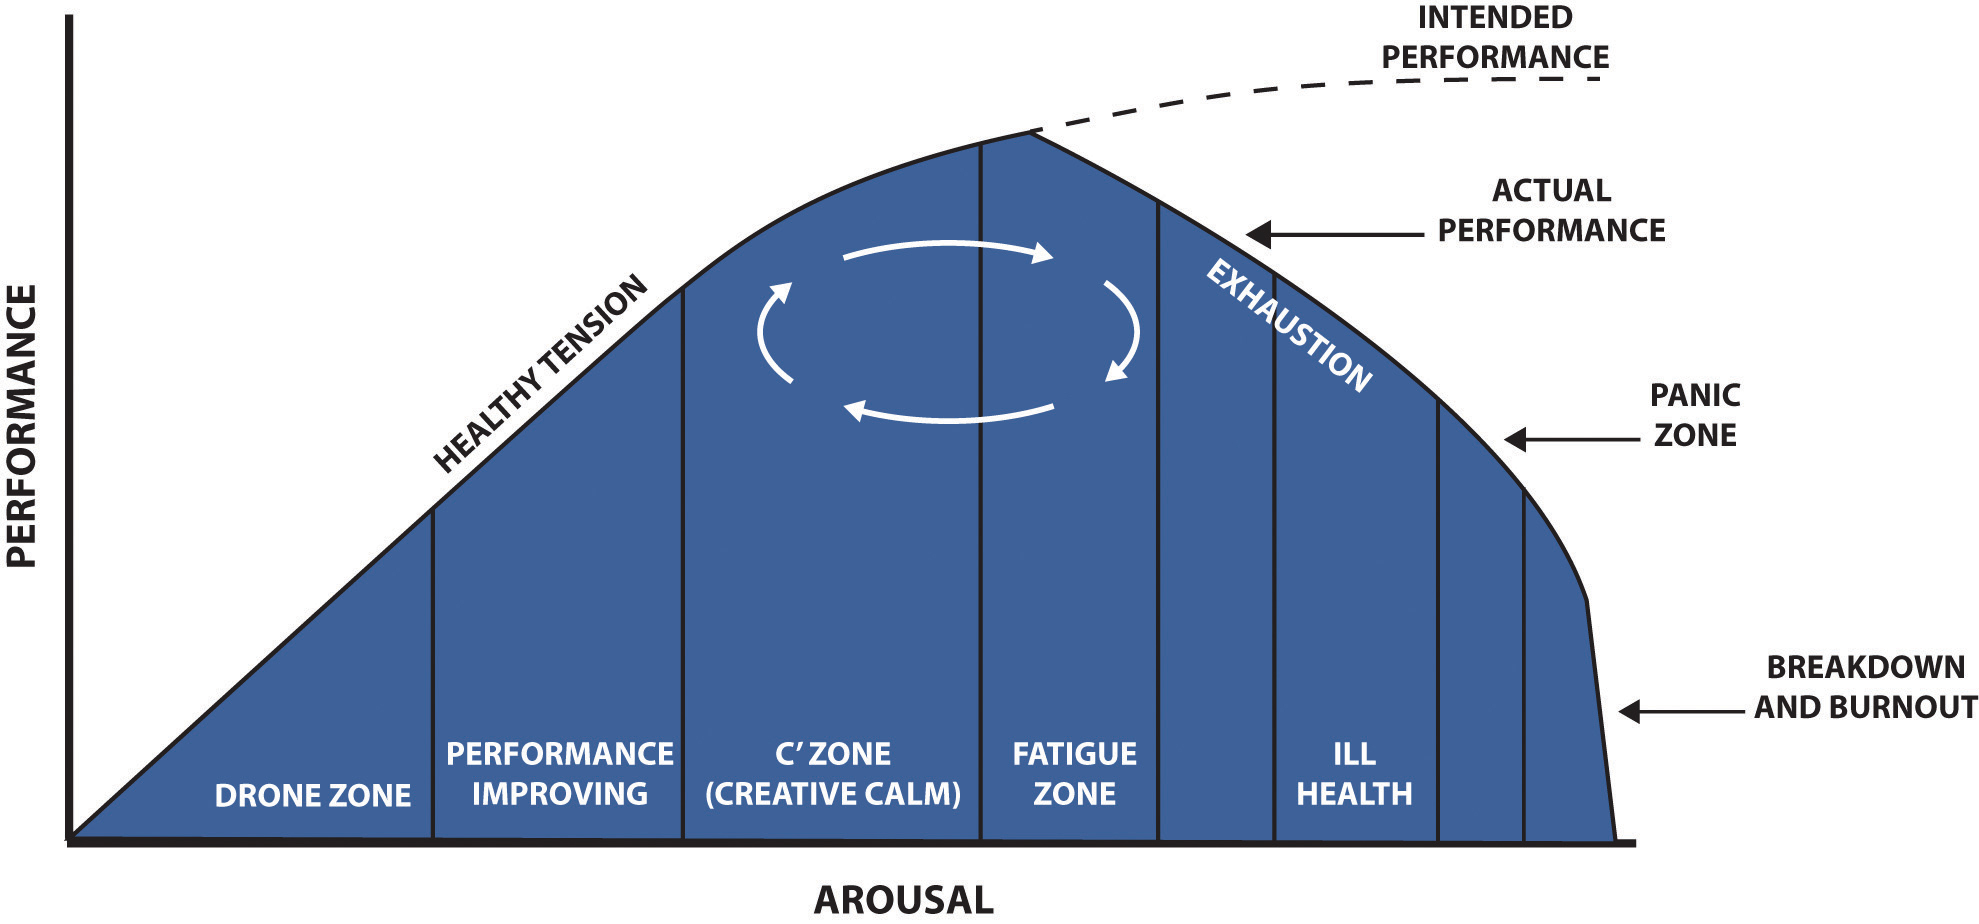 INTENDED
PERFORMANCE
ACTUAL
PERFORMANCE
HEALTHY TENSION
EXHAUSTION
PANIC
ZONE
PERFORMANCE
BREAKDOWN
AND BURNOUT
DRONE ZONE
PERFORMANCE
IMPROVING
C’ ZONE
(CREATIVE CALM)
FATIGUE
ZONE
ILL
HEALTH
AROUSAL